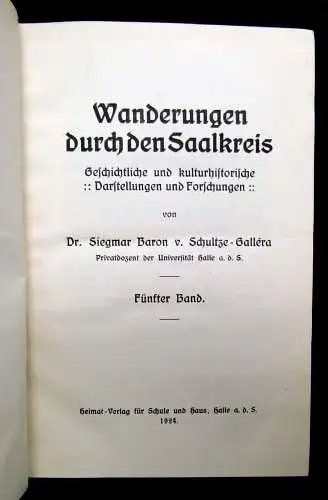 Wanderungen
durch den Saalkreis
Geschichtliche und kulturhistorische
:: Darstellungen und Forschungen ::
von
Dr. Siegmar Baron v. Schultze-Galléra
Privatdozent der Universität Halle a. d. S.
Fünfter Band.
Heimat-Verlag für Schule und Haus, Halle a. d. S.
1924.